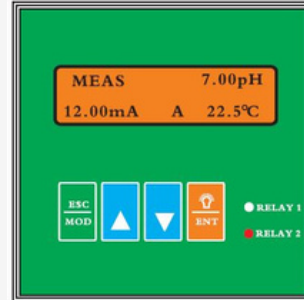 MEAS 7.00pH
12.00mA A 22.5℃
ESC
MOD
ENT
RELAY 1
RELAY 2